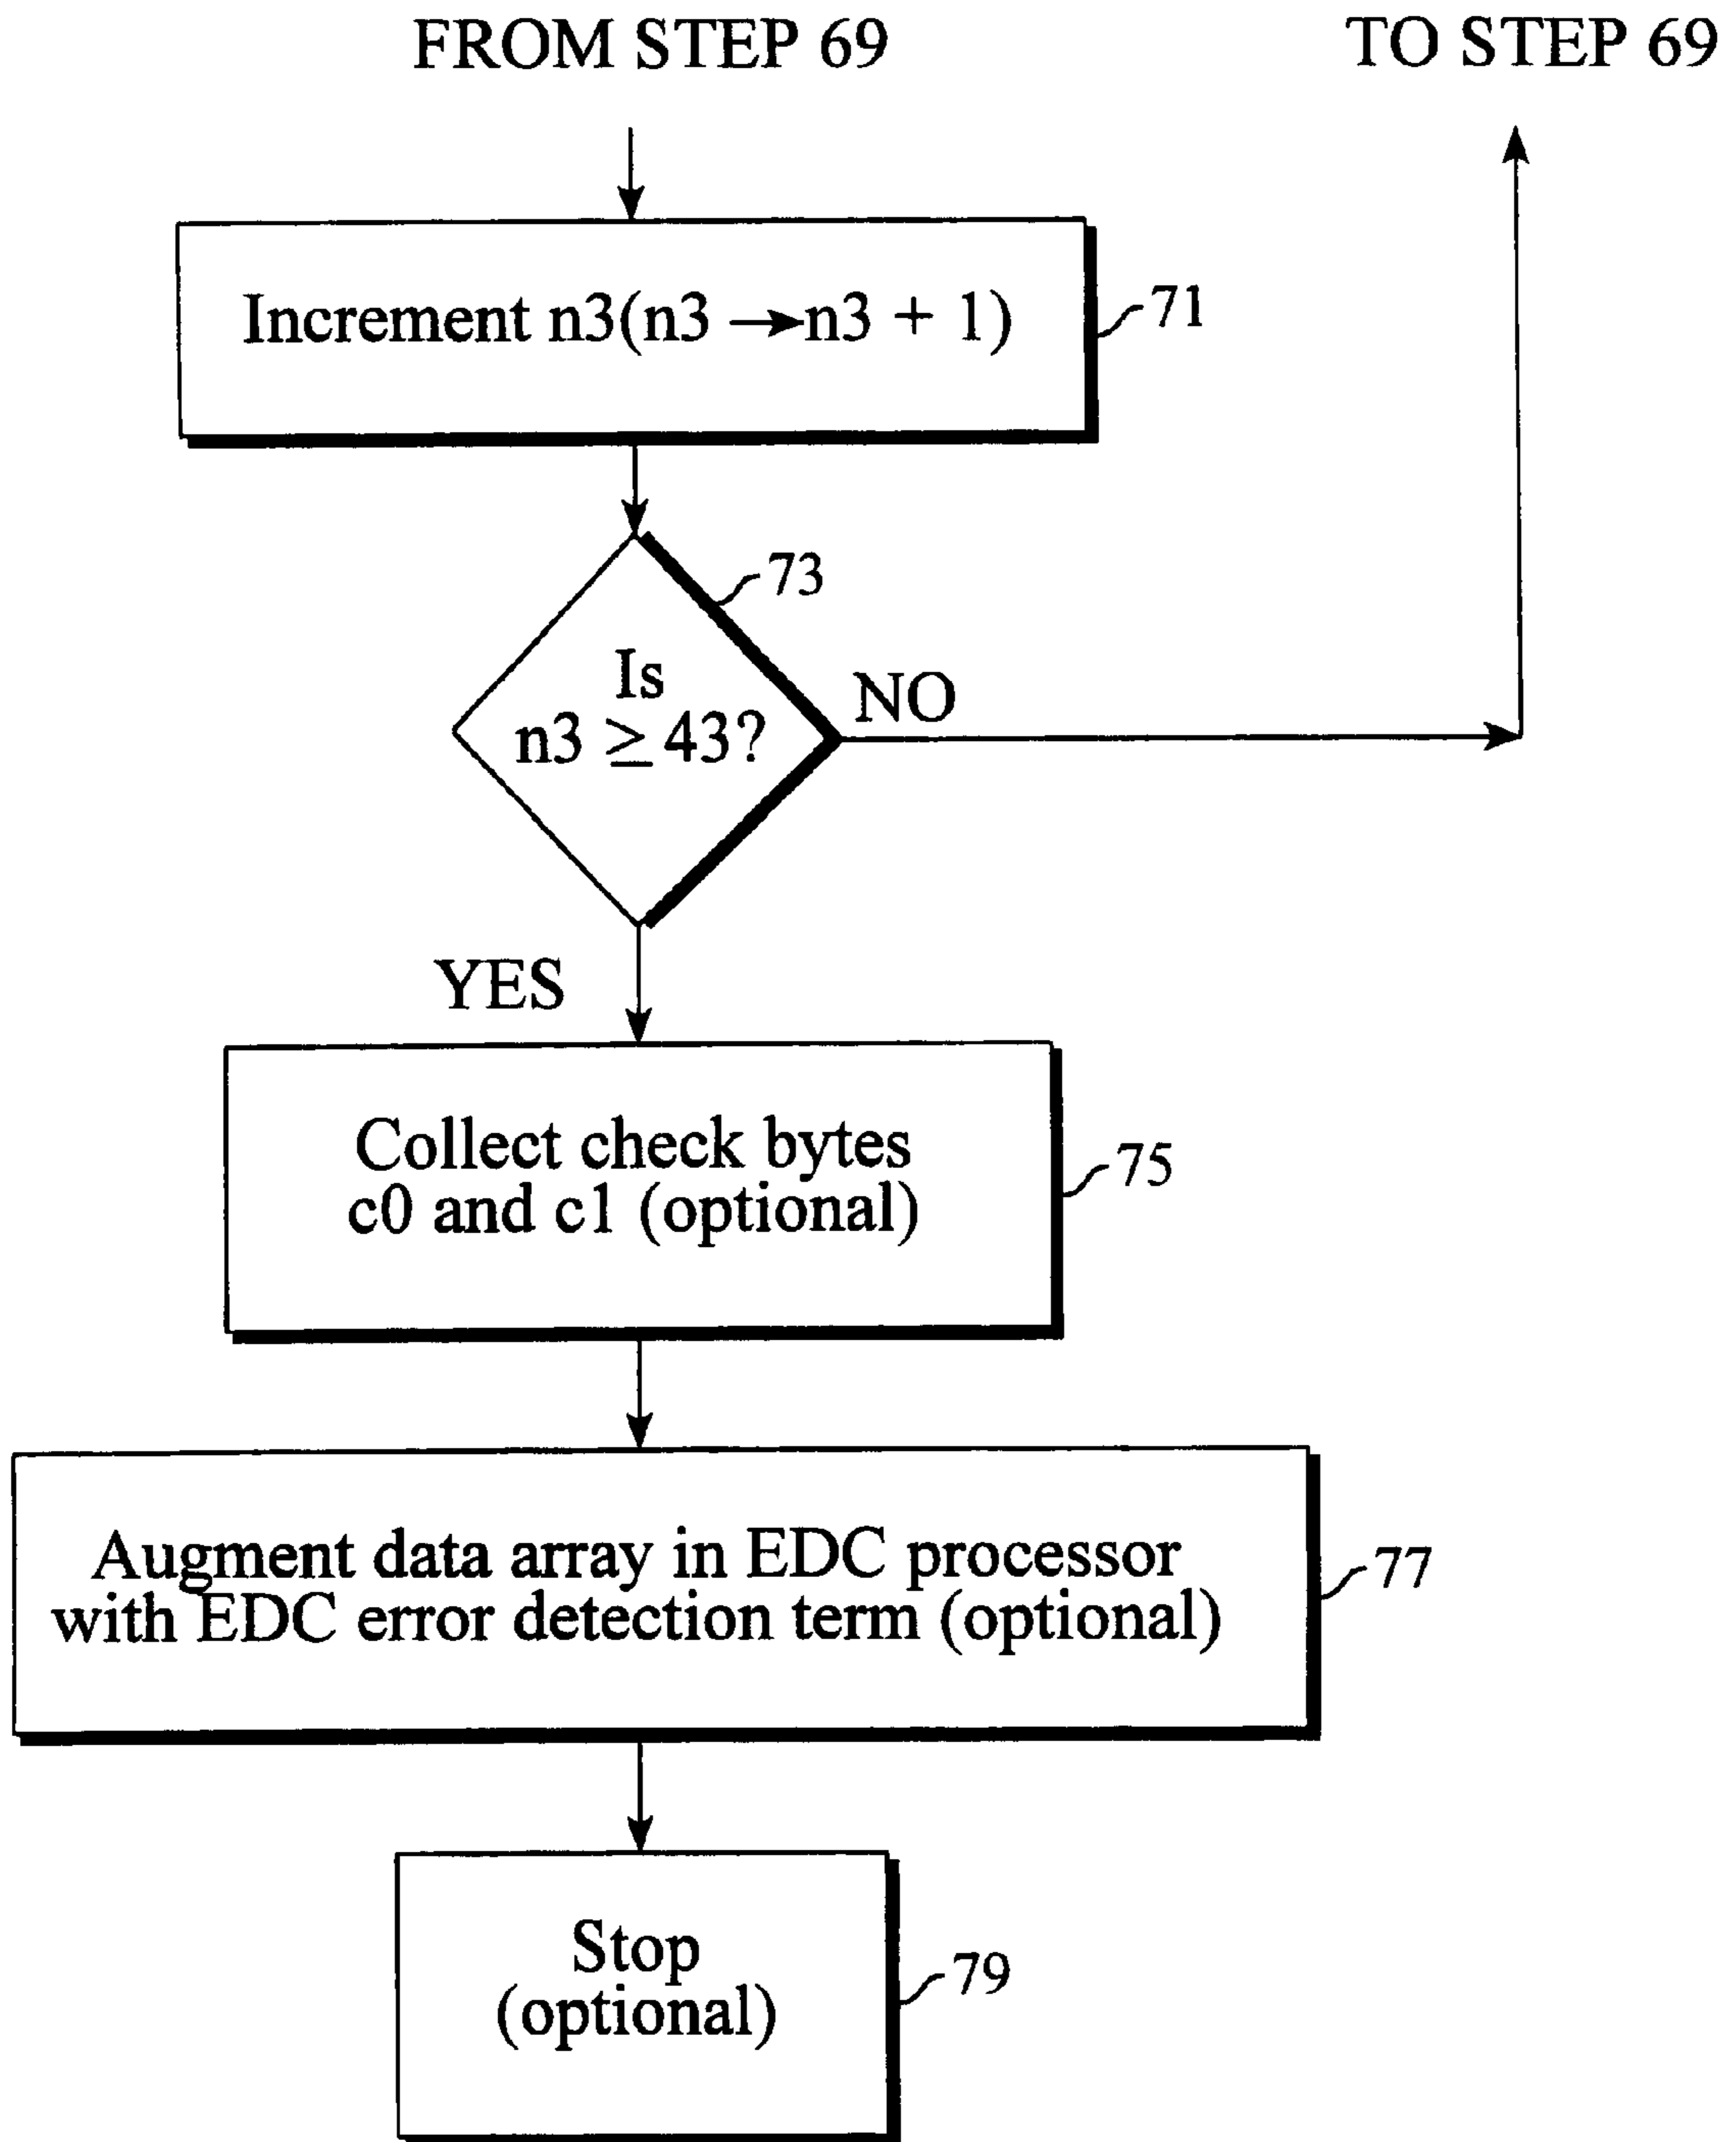 FROM STEP 69
TO STEP 69
Increment n3(n3 →n3 + 1)
71
73
Is
n3 ≥ 43?
NO
YES
Collect check bytes
c0 and c1 (optional)
75
Augment data array in EDC processor
with EDC error detection term (optional)
77
Stop
(optional)
79